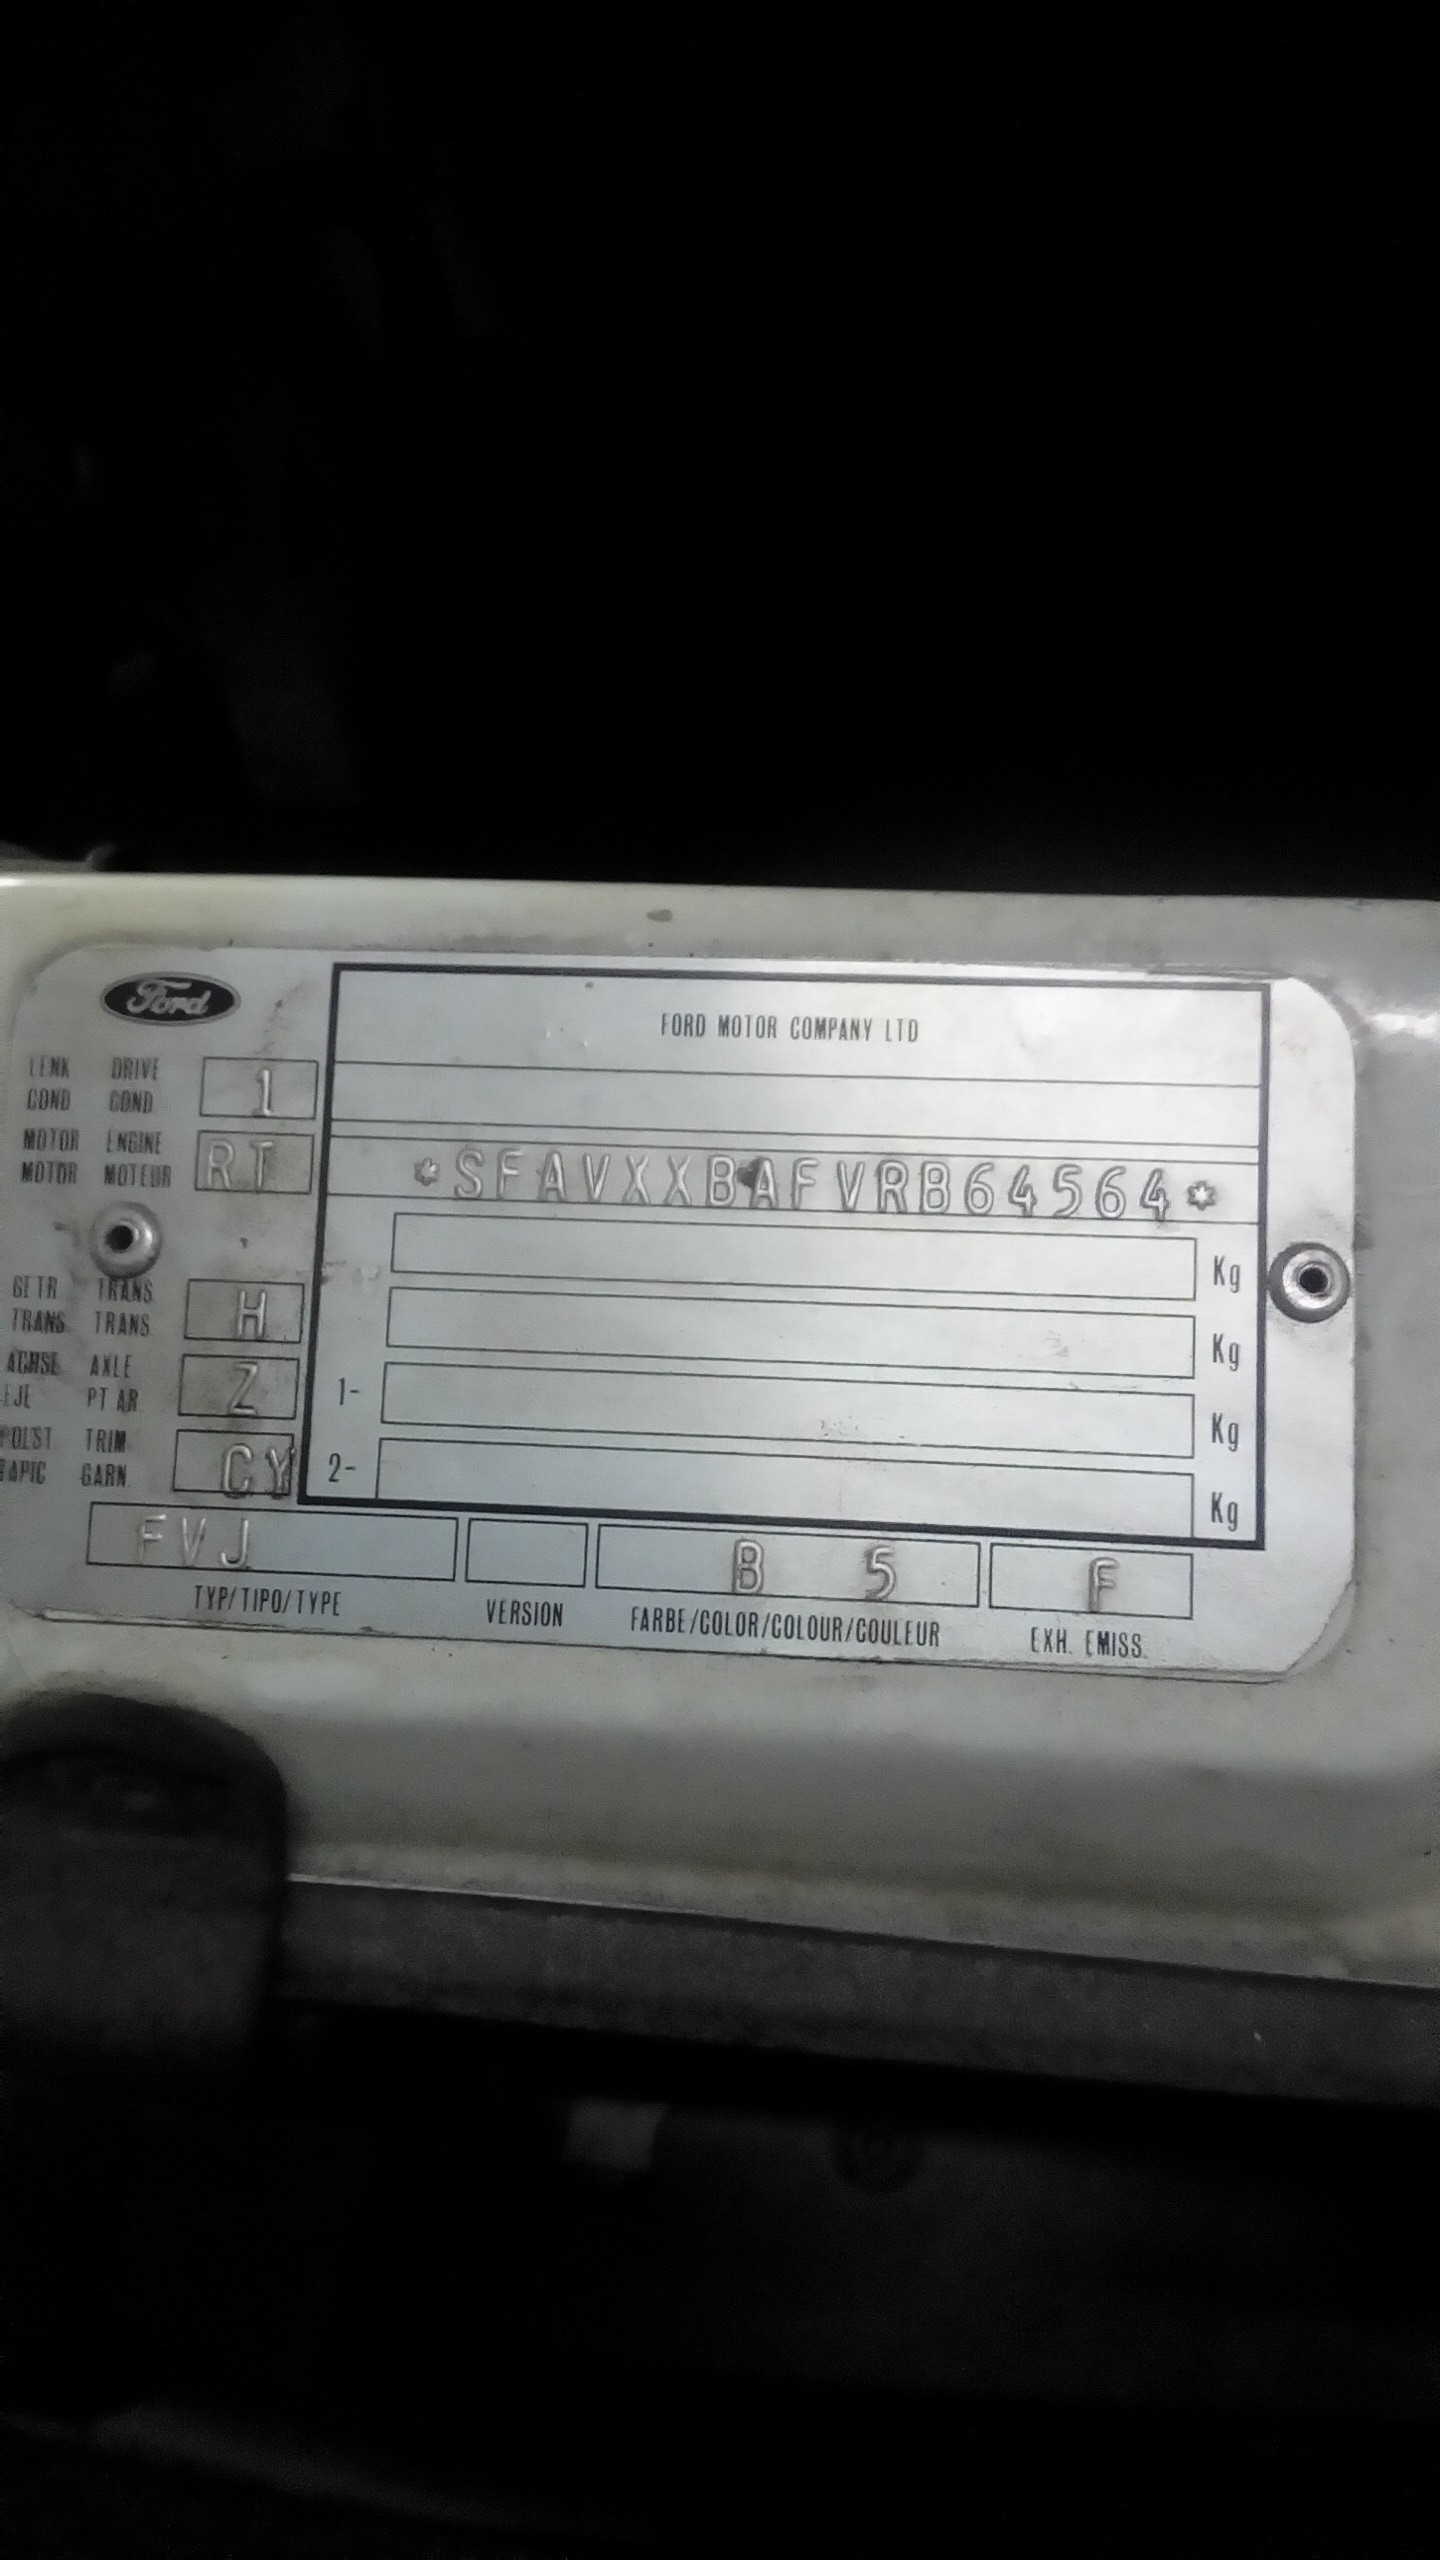 Ford
FORD MOTOR COMPANY LTD
LENK DRIVE
COND COND 1
MOTOR ENGINE
MOTOR MOTEUR RT
*SFAVXXBAFVRB64564*
Kg
GETR TRANS
TRANS TRANS H
Kg
ACHSE AXLE
EJE PT AR Z
1- Kg
POLST TRIM
TAPIC GARN CY
2- Kg
FVJ B 5 F
TYP/TIPO/TYPE VERSION FARBE/COLOR/COLOUR/COULEUR EXH. EMISS.